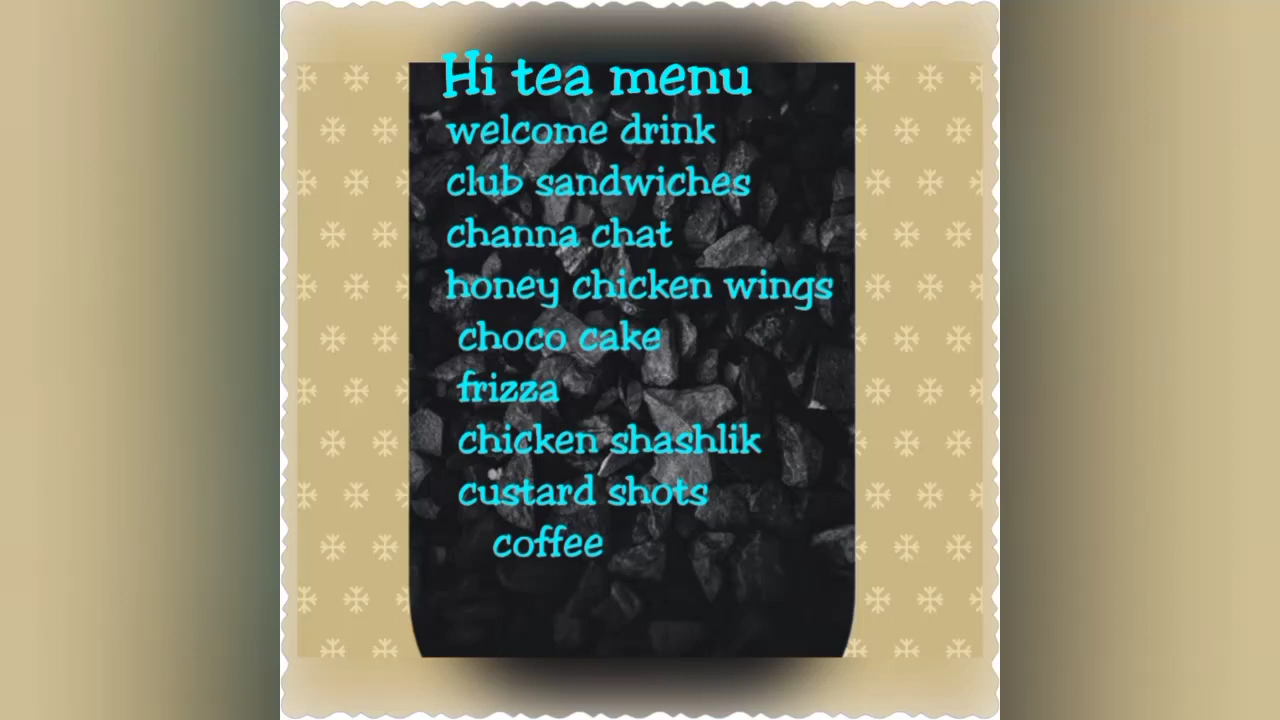 Hi tea menu
welcome drink
club sandwiches
channa chat
honey chicken wings
choco cake
frizza
chicken shashlik
custard shots
coffee